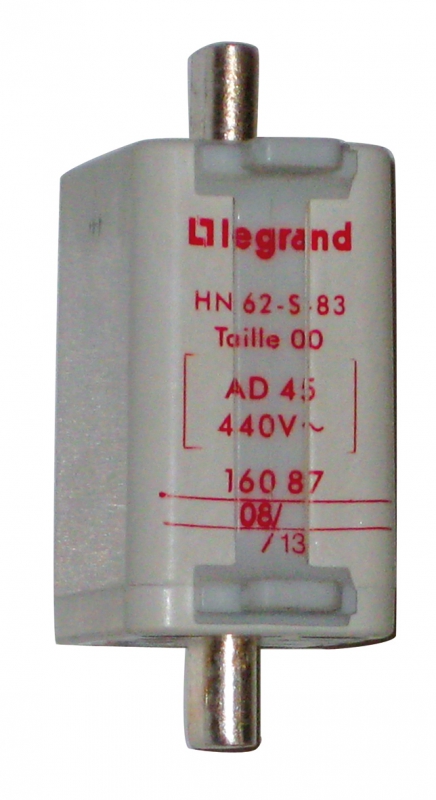 legrand
HN 62-S-83
Taille 00
AD 45
440V~
160 87
08/
/13